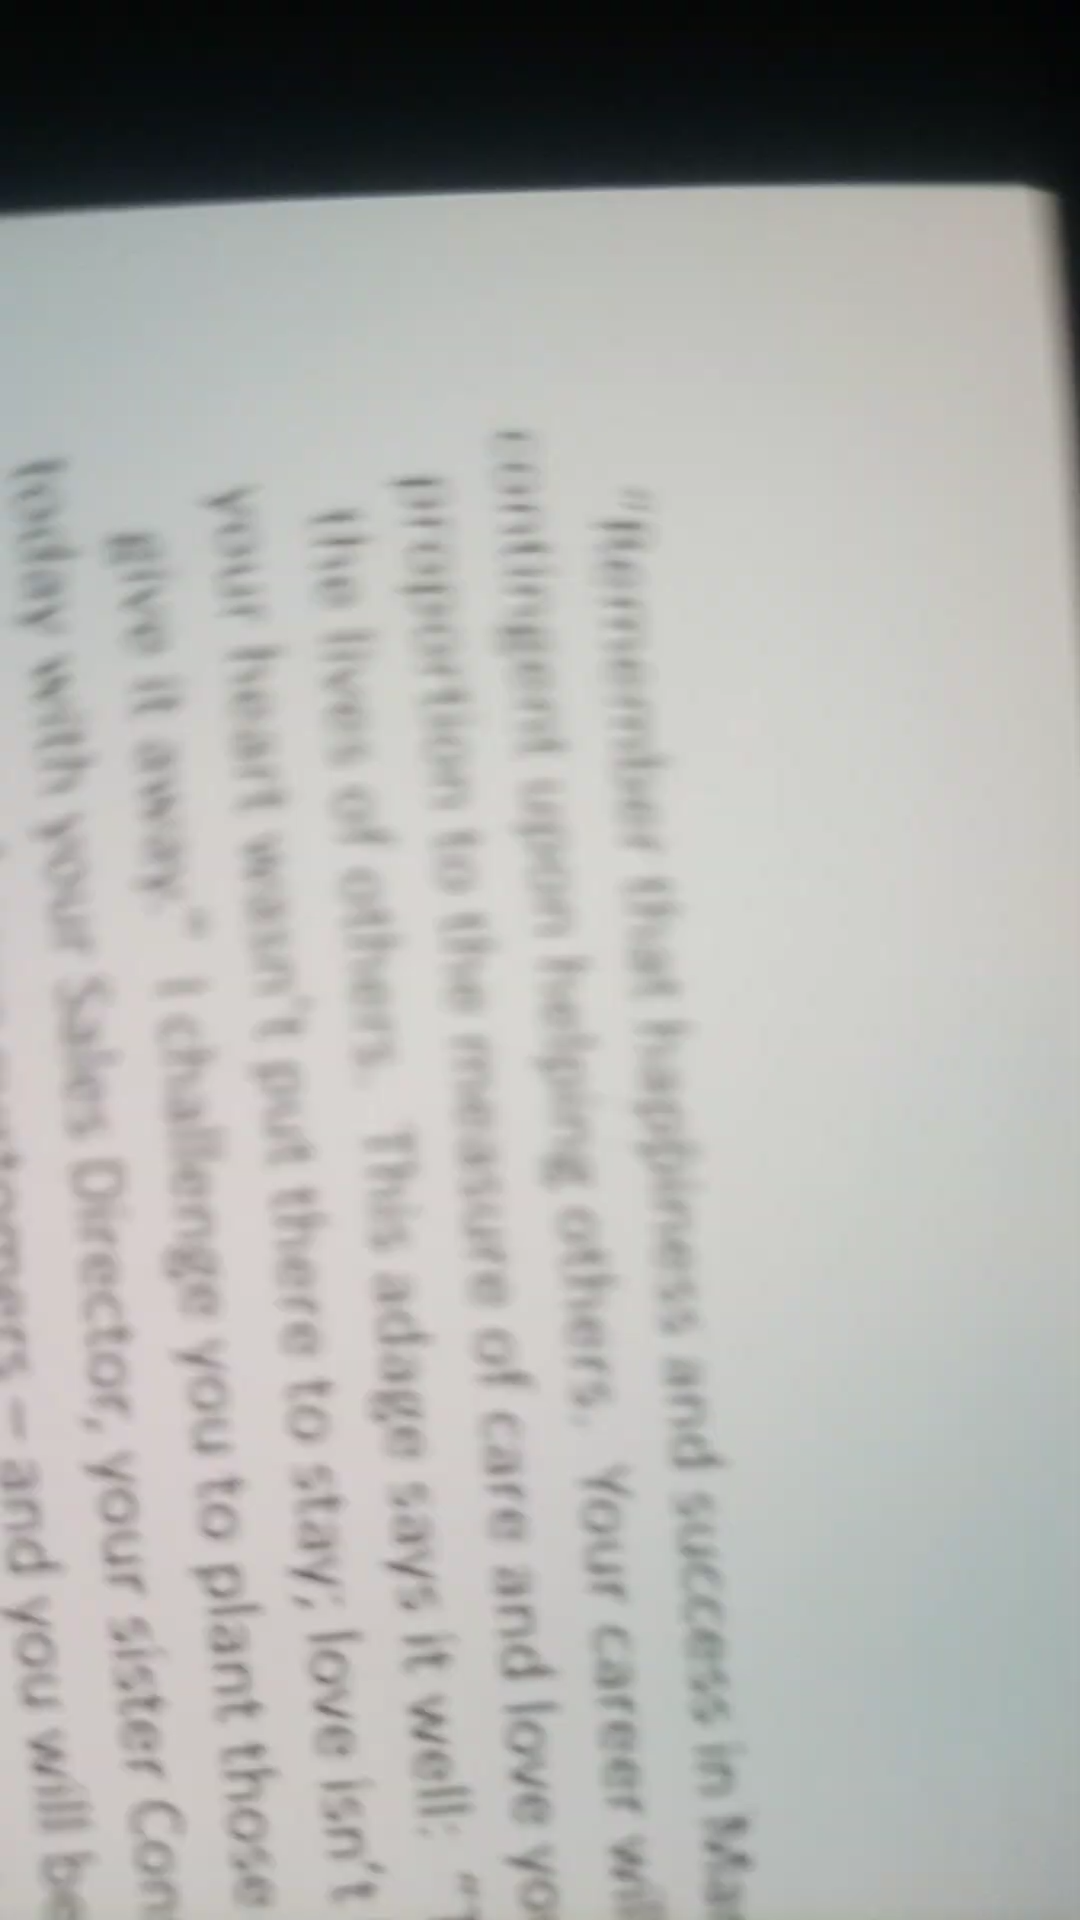 "Remember that happiness and success in Ma
contingent upon helping others. Your career wil
proportion to the measure of care and love yo
the lives of others. This adage says it well: "T
your heart wasn't put there to stay; love isn't
give it away." I challenge you to plant those
today with your Sales Director, your sister Con
– and you will be